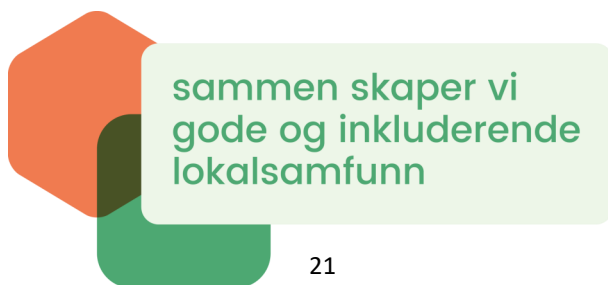 sammen skaper vi
gode og inkluderende
lokalsamfunn
21